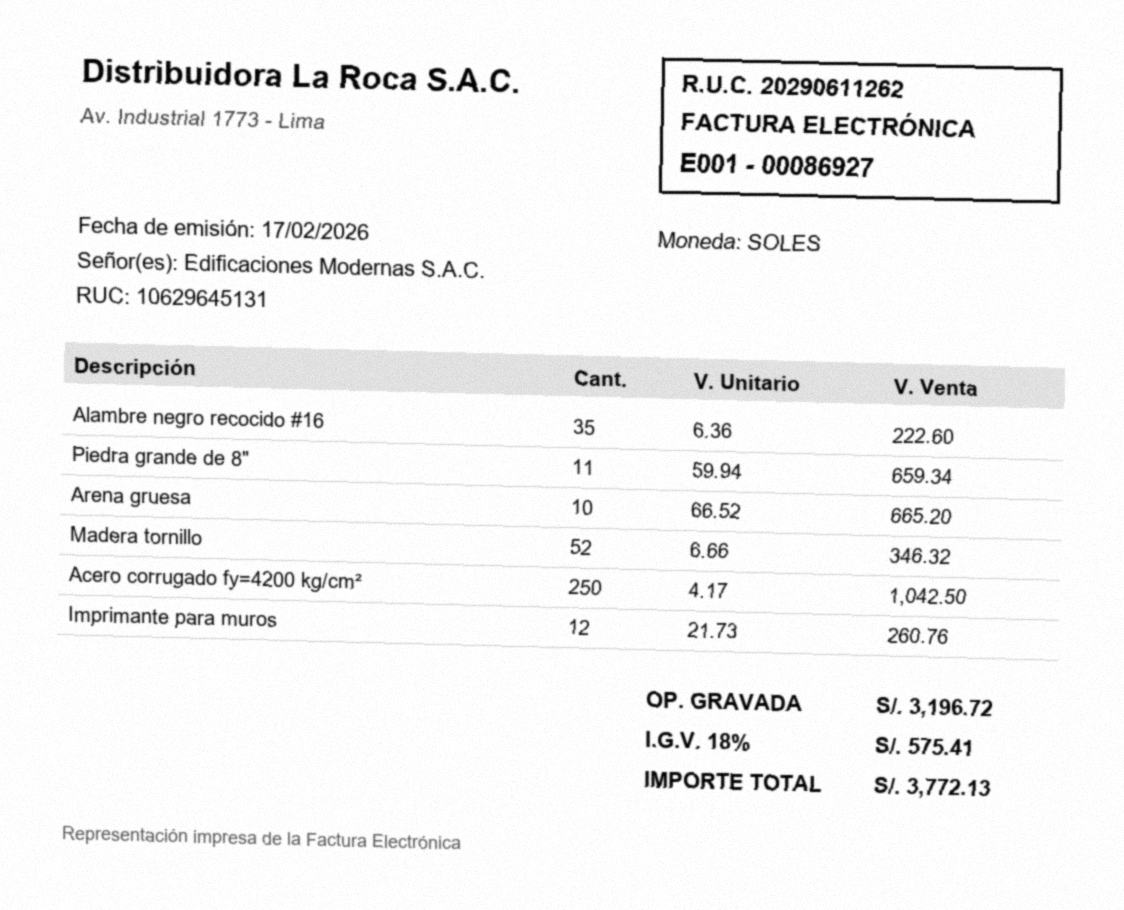 Distribuidora La Roca S.A.C.
Av. Industrial 1773 - Lima
R.U.C. 20290611262
FACTURA ELECTRÓNICA
E001 - 00086927
Fecha de emisión: 17/02/2026
Señor(es): Edificaciones Modernas S.A.C.
RUC: 10629645131
Moneda: SOLES
Descripción Cant. V. Unitario V. Venta
Alambre negro recocido #16 35 6.36 222.60
Piedra grande de 8" 11 59.94 659.34
Arena gruesa 10 66.52 665.20
Madera tornillo 52 6.66 346.32
Acero corrugado fy=4200 kg/cm² 250 4.17 1,042.50
Imprimante para muros 12 21.73 260.76
OP. GRAVADA S/. 3,196.72
I.G.V. 18% S/. 575.41
IMPORTE TOTAL S/. 3,772.13
Representación impresa de la Factura Electrónica